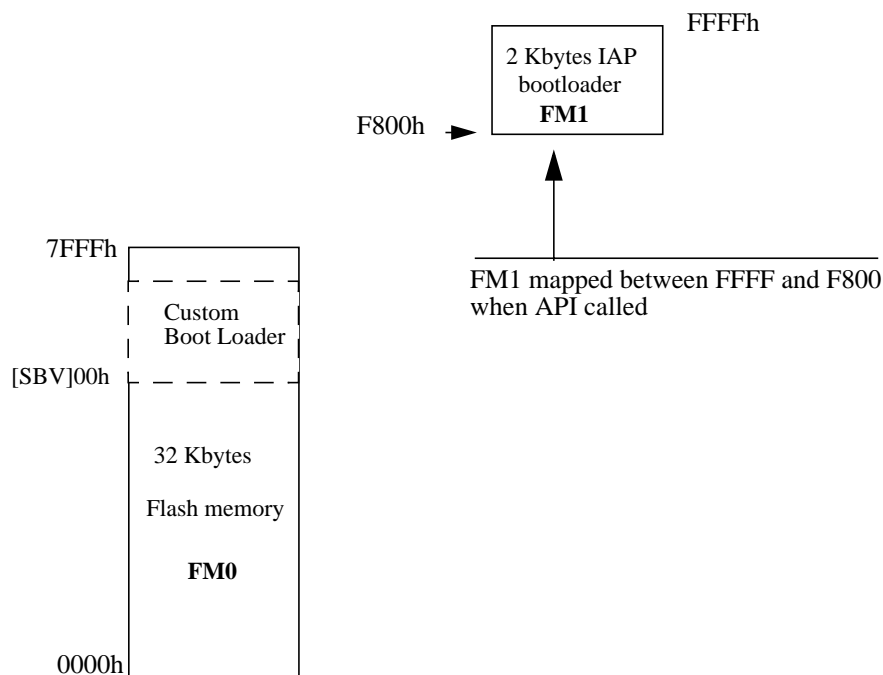 FFFFh
2 Kbytes IAP
bootloader
FM1
F800h
7FFFh
FM1 mapped between FFFF and F800
when API called
Custom
Boot Loader
[SBV]00h
32 Kbytes
Flash memory
FM0
0000h